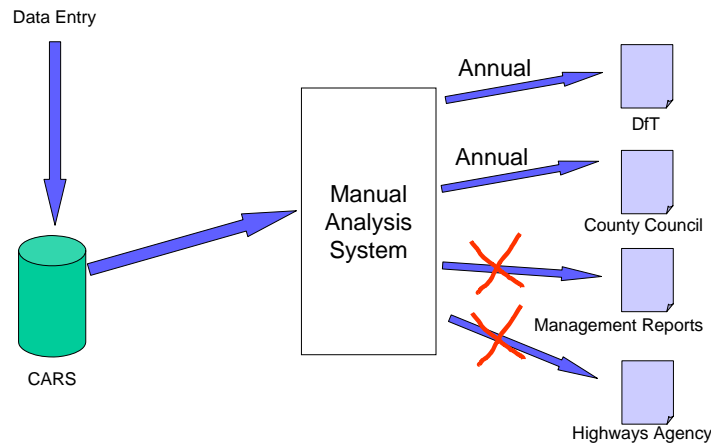 Data Entry
Annual
DfT
Annual
County Council
Manual
Analysis
System
Management Reports
CARS
Highways Agency